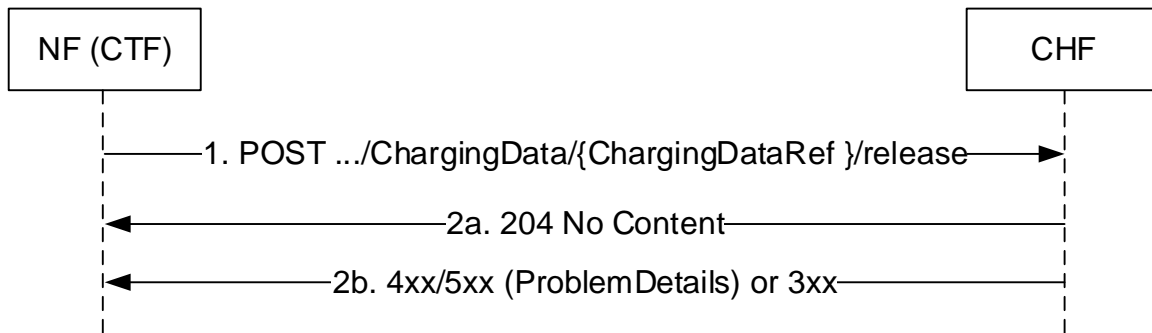 NF (CTF)
CHF
1. POST .../ChargingData/{ChargingDataRef }/release
2a. 204 No Content
2b. 4xx/5xx (ProblemDetails) or 3xx